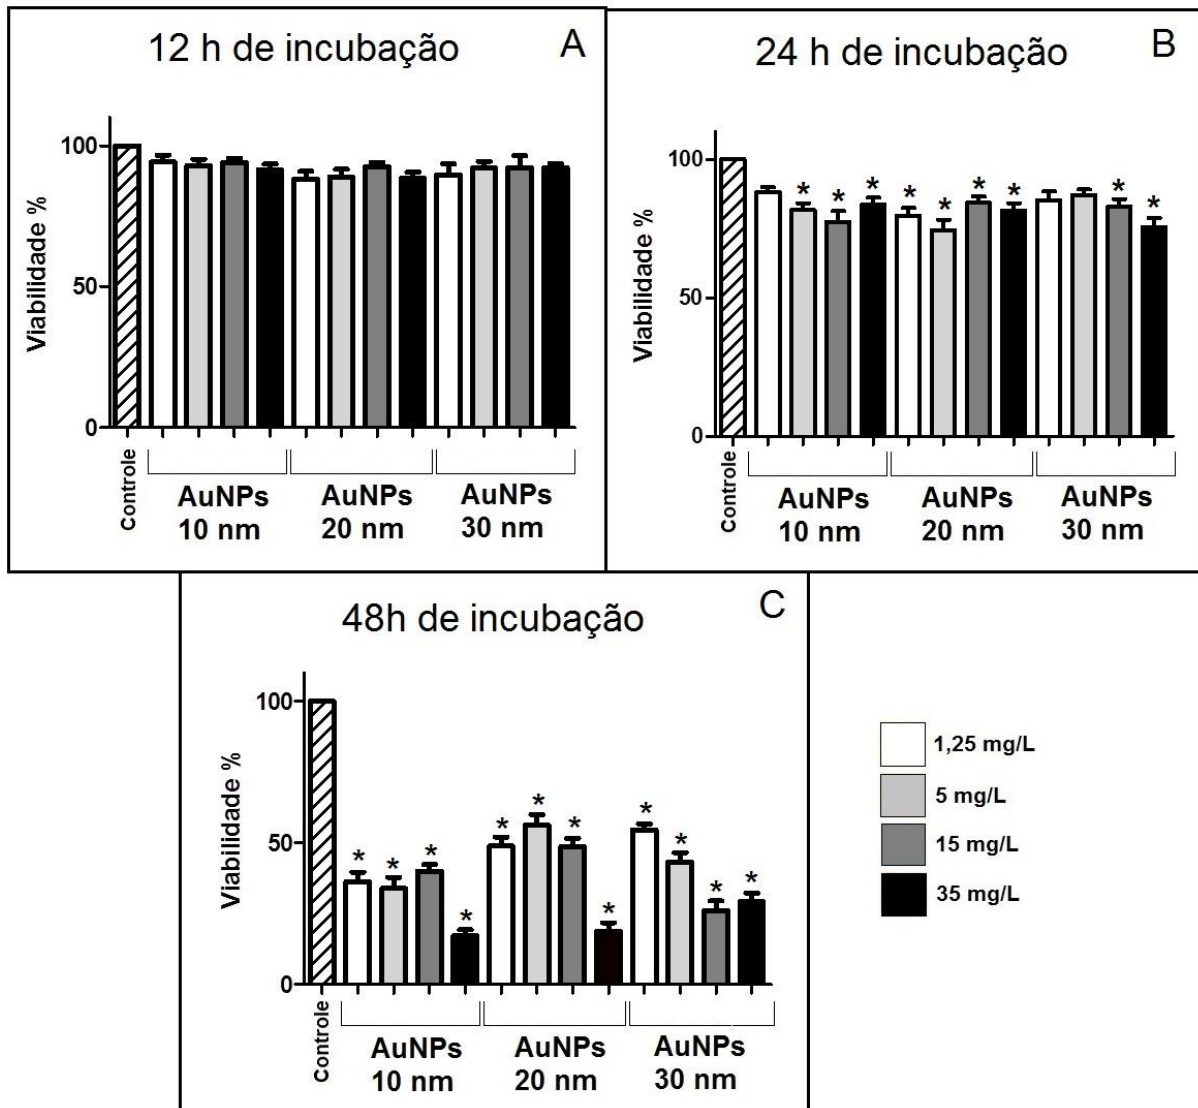 12 h de incubação
A
Viabilidade %
100
50
0
Controle
AuNPs
10 nm
AuNPs
20 nm
AuNPs
30 nm
24 h de incubação
B
Viabilidade %
100
50
0
* * * * * * * * *
Controle
AuNPs
10 nm
AuNPs
20 nm
AuNPs
30 nm
48h de incubação
C
Viabilidade %
100
50
0
* * * * * * * * * * * *
Controle
AuNPs
10 nm
AuNPs
20 nm
AuNPs
30 nm
1,25 mg/L
5 mg/L
15 mg/L
35 mg/L